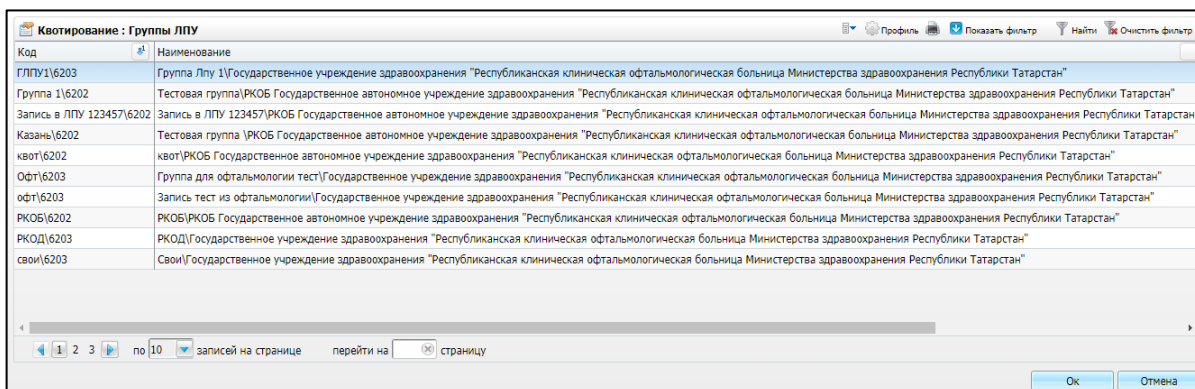 Квотирование : Группы ЛПУ Профиль Показать фильтр Найти Очистить фильтр
Код Наименование
ГЛПУ1\6203 Группа Лпу 1\Государственное учреждение здравоохранения "Республиканская клиническая офтальмологическая больница Министерства здравоохранения Республики Татарстан"
Группа 1\6202 Тестовая группа\РКОБ Государственное автономное учреждение здравоохранения "Республиканская клиническая офтальмологическая больница Министерства здравоохранения Республики Татарстан"
Запись в ЛПУ 123457\6202 Запись в ЛПУ 123457\РКОБ Государственное автономное учреждение здравоохранения "Республиканская клиническая офтальмологическая больница Министерства здравоохранения Республики Татарстан
Казань\6202 Тестовая группа \РКОБ Государственное автономное учреждение здравоохранения "Республиканская клиническая офтальмологическая больница Министерства здравоохранения Республики Татарстан"
квот\6202 квот\РКОБ Государственное автономное учреждение здравоохранения "Республиканская клиническая офтальмологическая больница Министерства здравоохранения Республики Татарстан"
Офт\6203 Группа для офтальмологии тест\Государственное учреждение здравоохранения "Республиканская клиническая офтальмологическая больница Министерства здравоохранения Республики Татарстан"
офт\6203 Запись тест из офтальмологии\Государственное учреждение здравоохранения "Республиканская клиническая офтальмологическая больница Министерства здравоохранения Республики Татарстан"
РКОБ\6202 РКОБ\РКОБ Государственное автономное учреждение здравоохранения "Республиканская клиническая офтальмологическая больница Министерства здравоохранения Республики Татарстан"
РКОД\6203 РКОД\Государственное учреждение здравоохранения "Республиканская клиническая офтальмологическая больница Министерства здравоохранения Республики Татарстан"
свои\6203 Свои\Государственное учреждение здравоохранения "Республиканская клиническая офтальмологическая больница Министерства здравоохранения Республики Татарстан"
1 2 3 по 10 записей на странице перейти на страницу
Ок Отмена